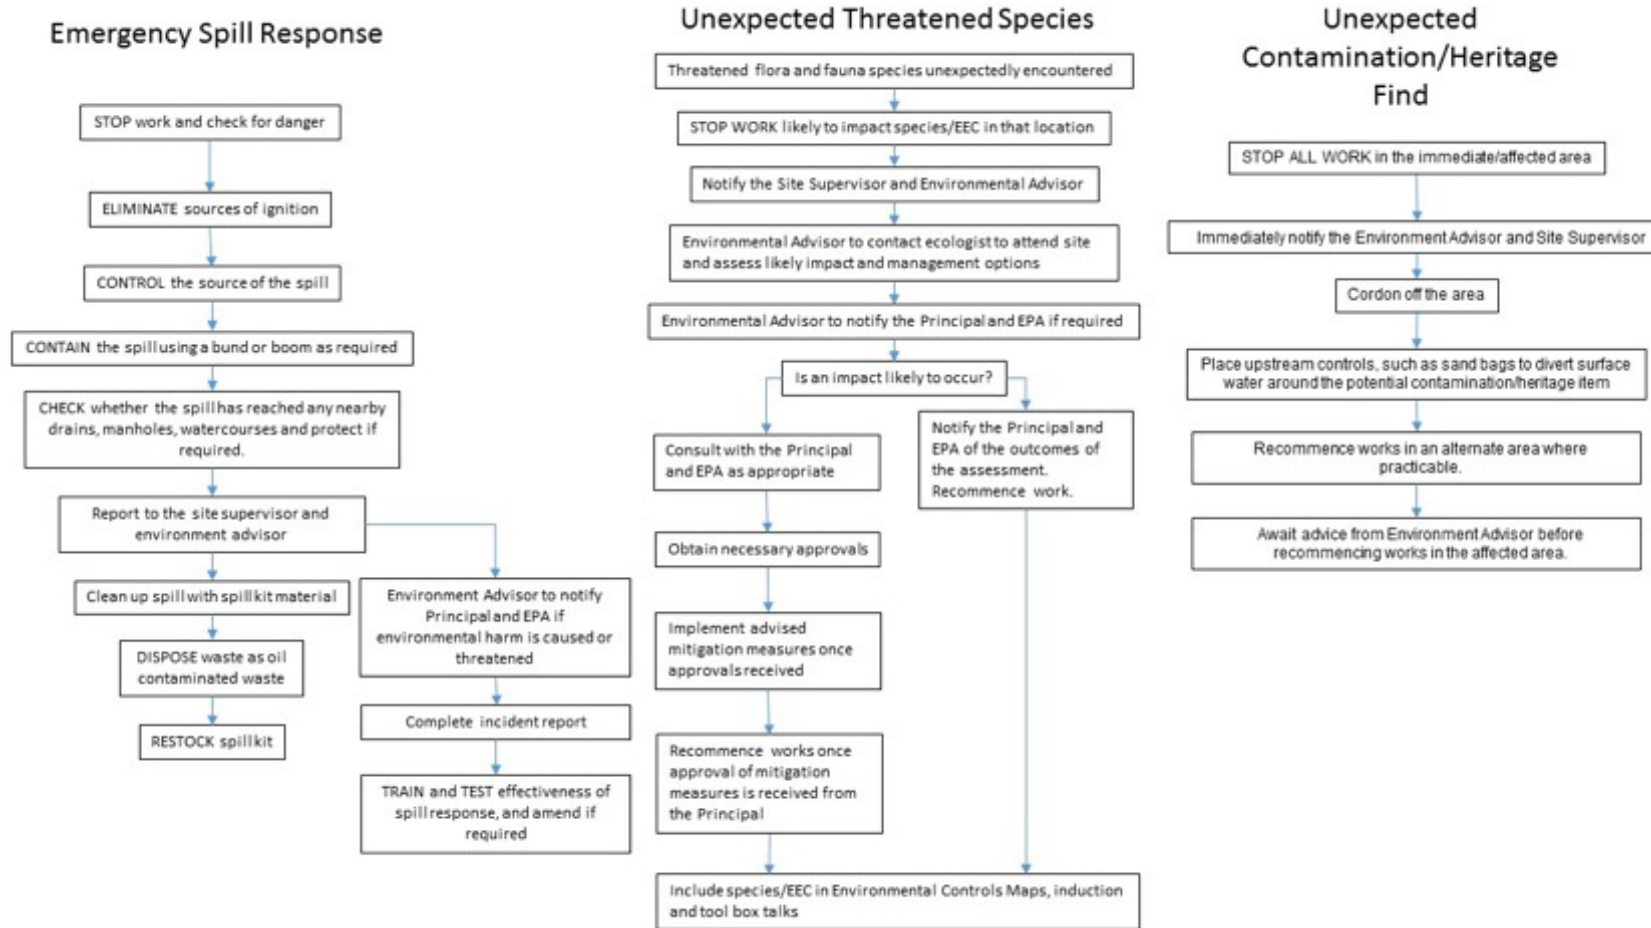 Emergency Spill Response
STOP work and check for danger
ELIMINATE sources of ignition
CONTROL the source of the spill
CONTAIN the spill using a bund or boom as required
CHECK whether the spill has reached any nearby
drains, manholes, watercourses and protect if
required.
Report to the site supervisor and
environment advisor
Clean up spill with spill kit material
DISPOSE waste as oil
contaminated waste
RESTOCK spill kit
Environment Advisor to notify
Principal and EPA if
environmental harm is caused or
threatened
Complete incident report
TRAIN and TEST effectiveness of
spill response, and amend if
required
Unexpected Threatened Species
Threatened flora and fauna species unexpectedly encountered
STOP WORK likely to impact species/EEC in that location
Notify the Site Supervisor and Environmental Advisor
Environmental Advisor to contact ecologist to attend site
and assess likely impact and management options
Environmental Advisor to notify the Principal and EPA if required
Is an impact likely to occur?
Consult with the Principal
and EPA as appropriate
Obtain necessary approvals
Implement advised
mitigation measures once
approvals received
Recommence works once
approval of mitigation
measures is received from
the Principal
Notify the Principal and
EPA of the outcomes of
the assessment.
Recommence work.
Include species/EEC in Environmental Controls Maps, induction
and tool box talks
Unexpected
Contamination/Heritage
Find
STOP ALL WORK in the immediate/affected area
Immediately notify the Environment Advisor and Site Supervisor
Cordon off the area
Place upstream controls, such as sand bags to divert surface
water around the potential contamination/heritage item
Recommence works in an alternate area where
practicable.
Await advice from Environment Advisor before
recommencing works in the affected area.